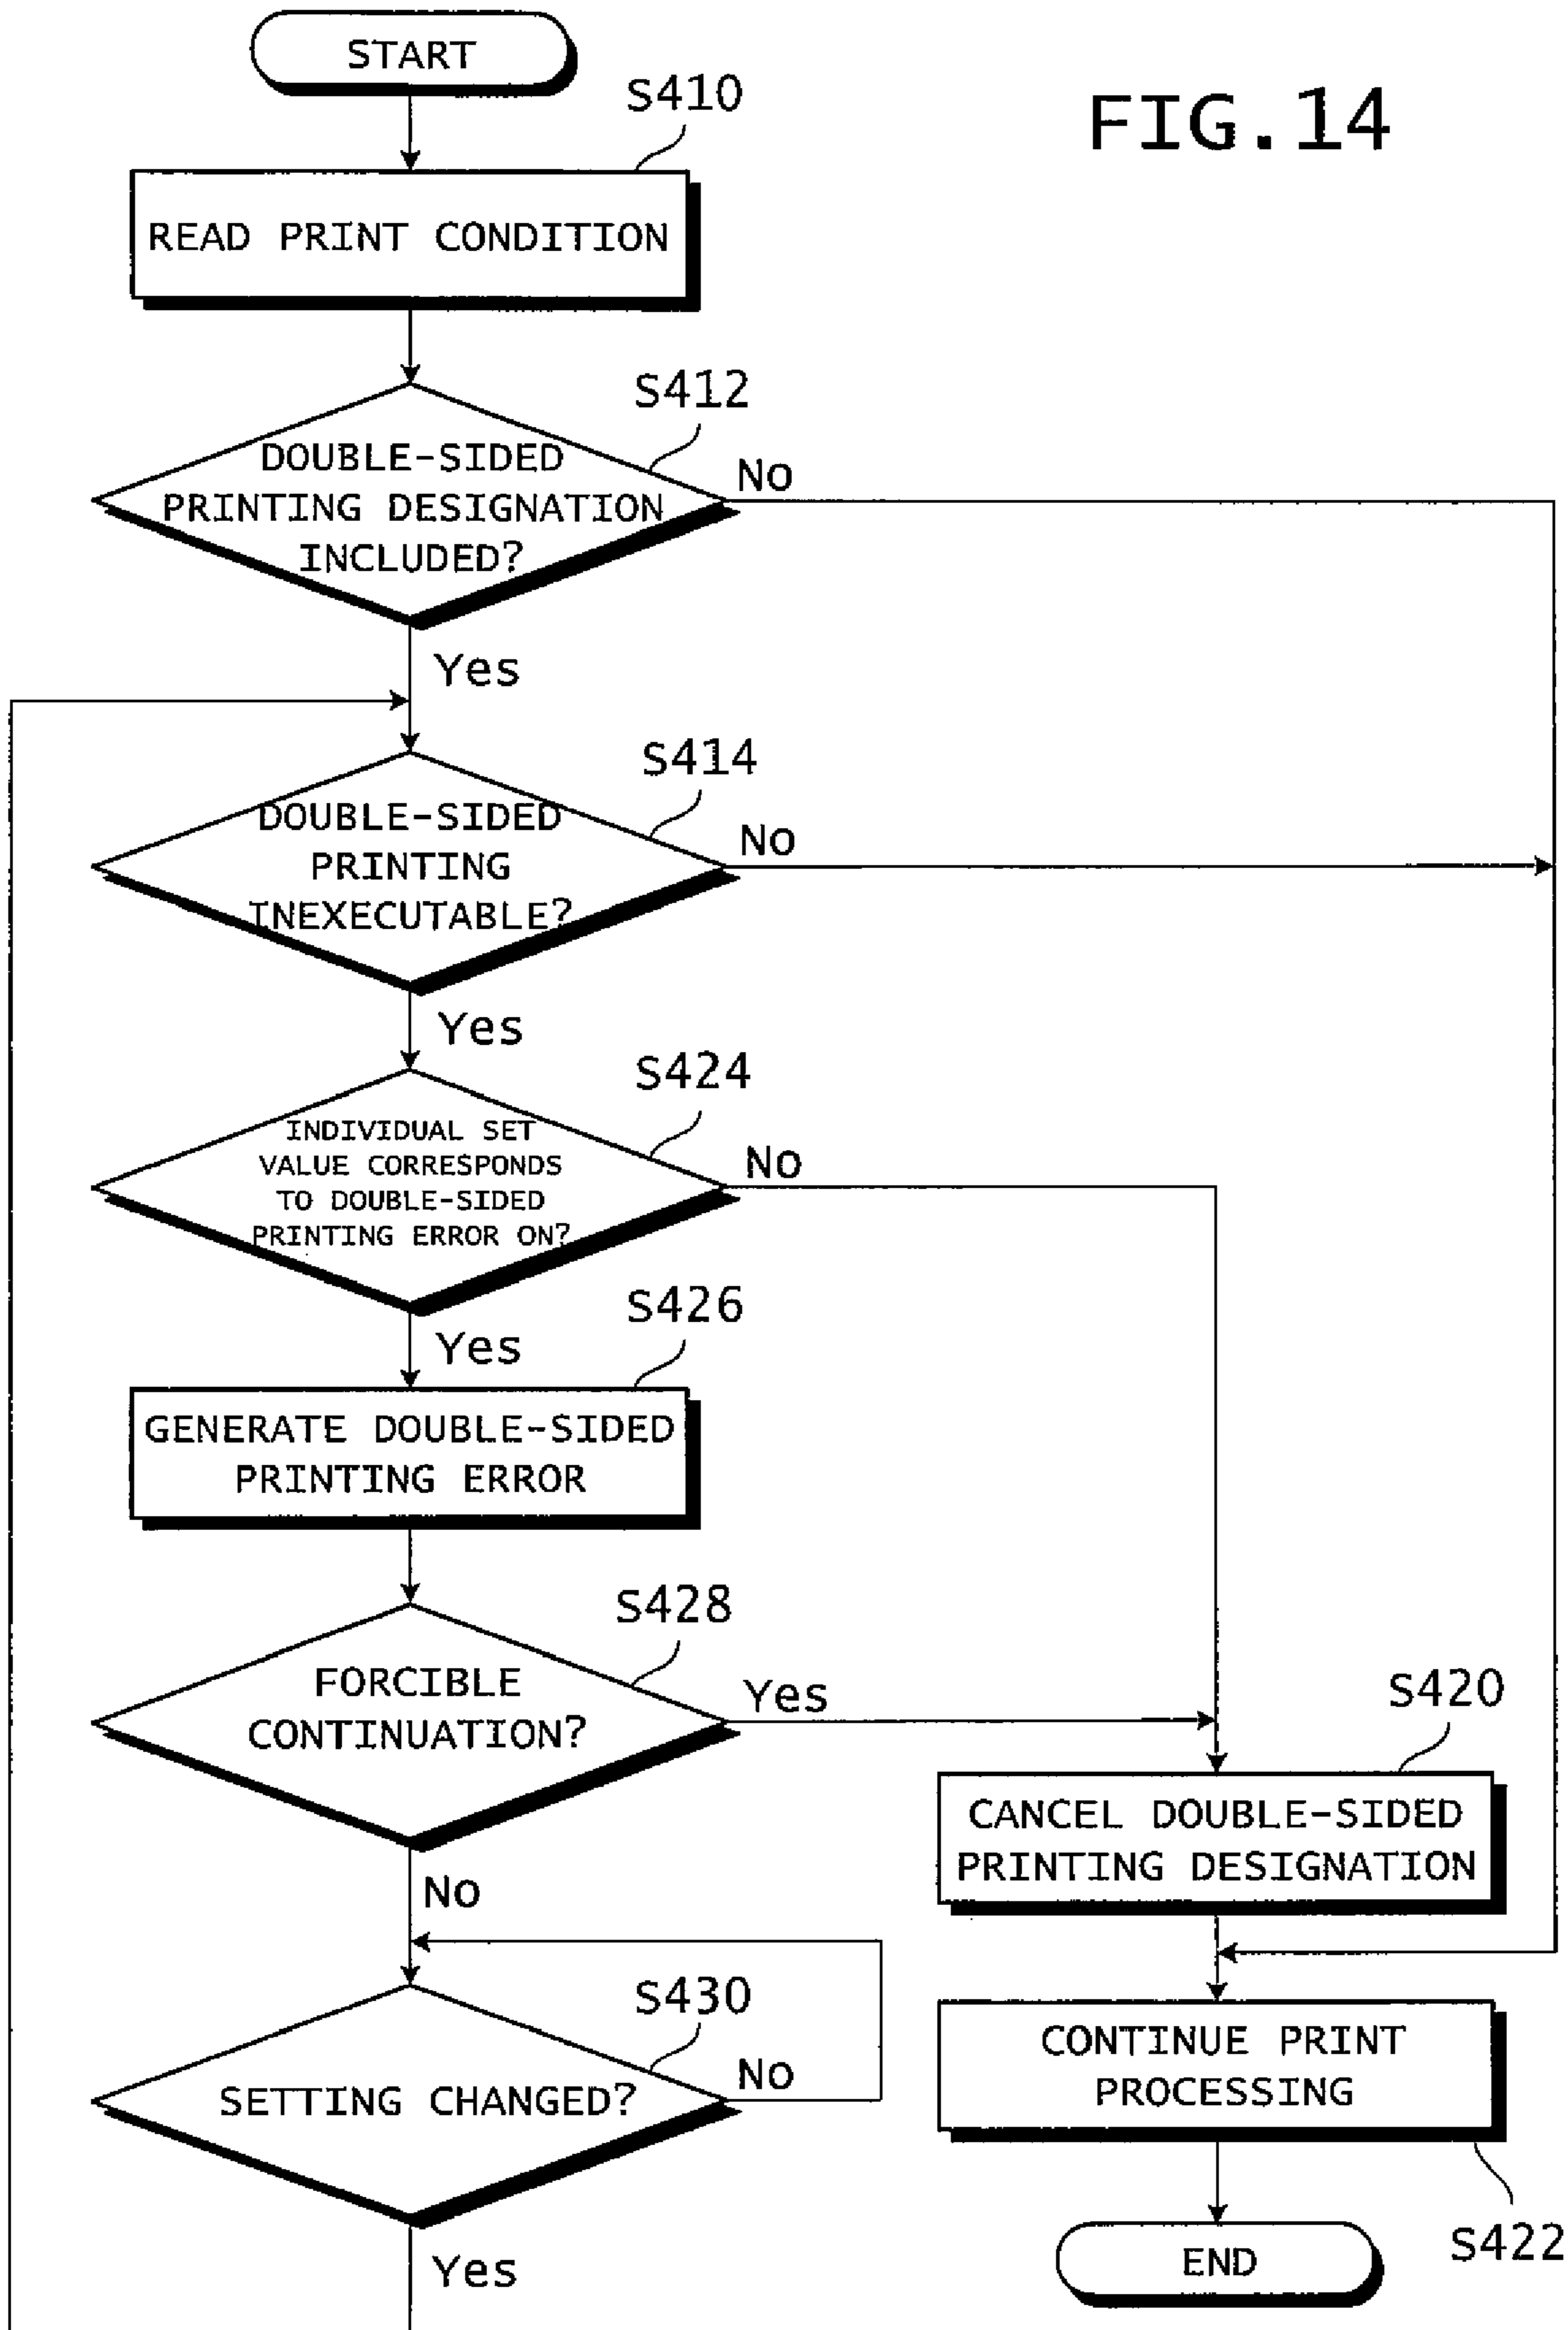 START
S410
FIG.14
READ PRINT CONDITION
S412
DOUBLE-SIDED
PRINTING DESIGNATION
INCLUDED?
No
Yes
S414
DOUBLE-SIDED
PRINTING
INEXECUTABLE?
No
Yes
S424
INDIVIDUAL SET
VALUE CORRESPONDS
TO DOUBLE-SIDED
PRINTING ERROR ON?
No
Yes
S426
GENERATE DOUBLE-SIDED
PRINTING ERROR
S428
FORCIBLE
CONTINUATION?
Yes
No
S420
CANCEL DOUBLE-SIDED
PRINTING DESIGNATION
S430
SETTING CHANGED?
No
Yes
CONTINUE PRINT
PROCESSING
S422
END